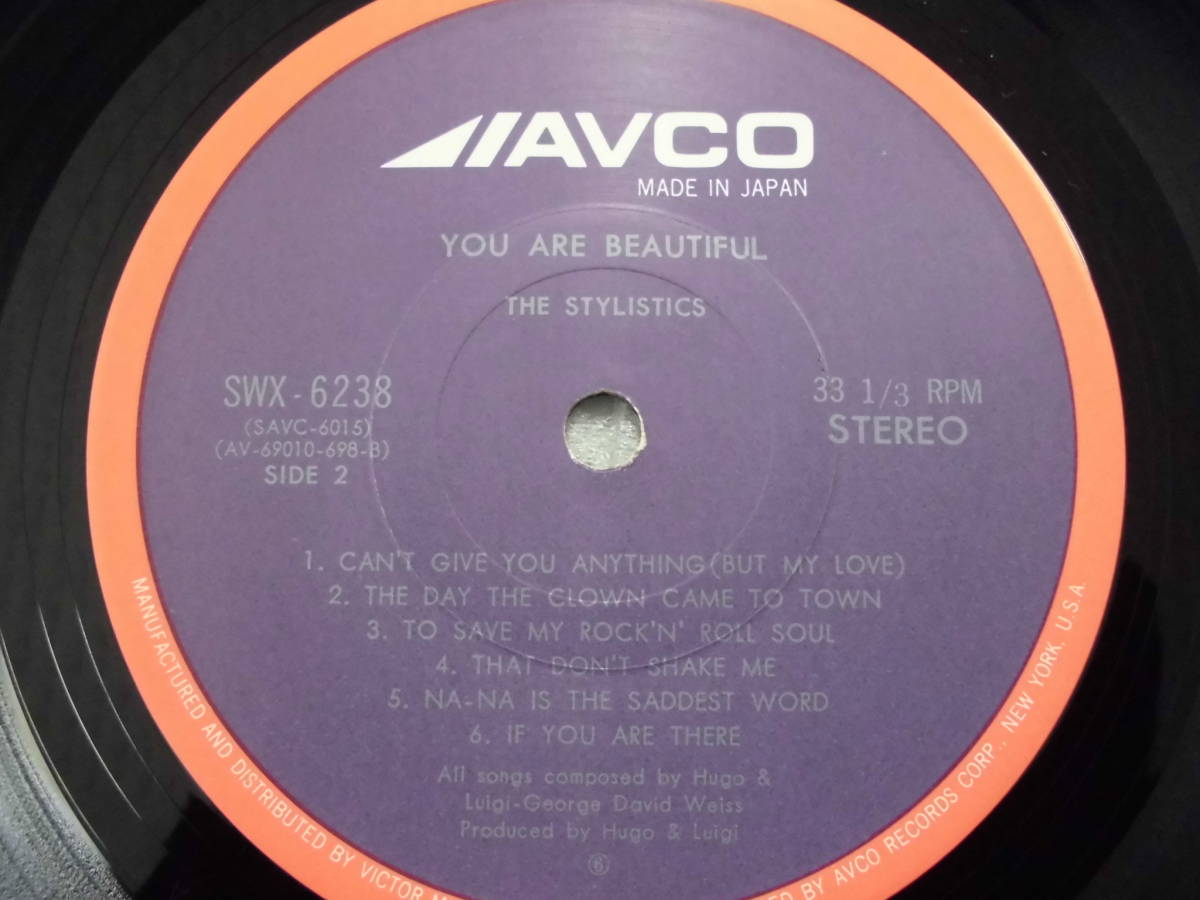 AVCO
MADE IN JAPAN
YOU ARE BEAUTIFUL
THE STYLISTICS
SWX-6238
(SAVC-6015)
(AV-69010-698-B)
SIDE 2
33 1/3 RPM
STEREO
1. CAN'T GIVE YOU ANYTHING (BUT MY LOVE)
2. THE DAY THE CLOWN CAME TO TOWN
3. TO SAVE MY ROCK'N' ROLL SOUL
4. THAT DON'T SHAKE ME
5. NA-NA IS THE SADDEST WORD
6. IF YOU ARE THERE
All songs composed by Hugo &
Luigi-George David Weiss
Produced by Hugo & Luigi
MANUFACTURED AND DISTRIBUTED BY VICTOR
BY AVCO RECORDS CORP., NEW YORK, U.S.A.